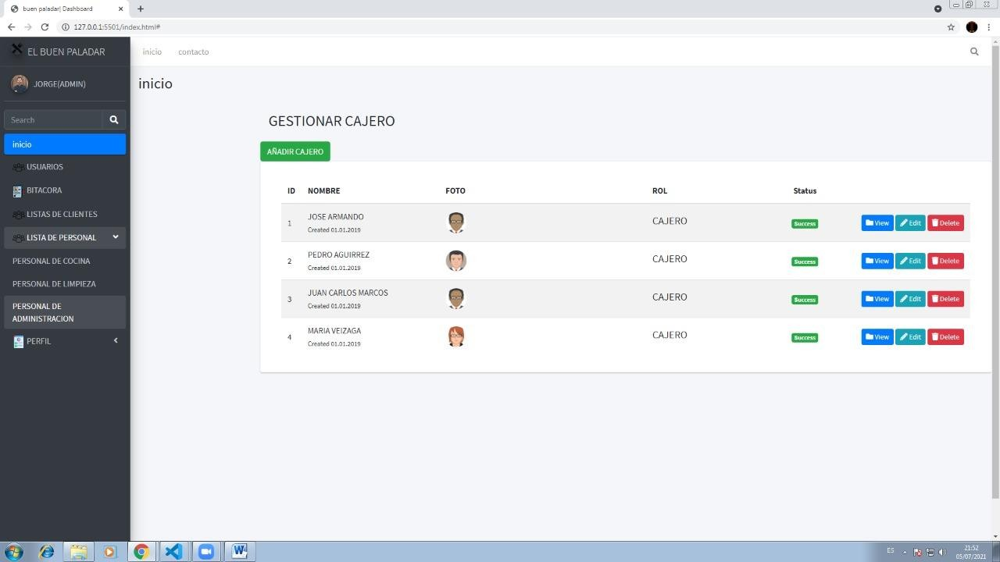 buen paladar| Dashboard
127.0.0.1:5501/index.html#
EL BUEN PALADAR
inicio
contacto
JORGE(ADMIN)
inicio
Search
GESTIONAR CAJERO
inicio
AÑADIR CAJERO
USUARIOS
BITACORA
LISTAS DE CLIENTES
LISTA DE PERSONAL
PERSONAL DE COCINA
PERSONAL DE LIMPIEZA
PERSONAL DE
ADMINISTRACION
PERFIL
ID NOMBRE FOTO ROL Status
1 JOSE ARMANDO CAJERO Success View Edit Delete
Created 01.01.2019
2 PEDRO AGUIRREZ CAJERO Success View Edit Delete
Created 01.01.2019
3 JUAN CARLOS MARCOS CAJERO Success View Edit Delete
Created 01.01.2019
4 MARIA VEIZAGA CAJERO Success View Edit Delete
Created 01.01.2019
ES
21:52
05/07/2021